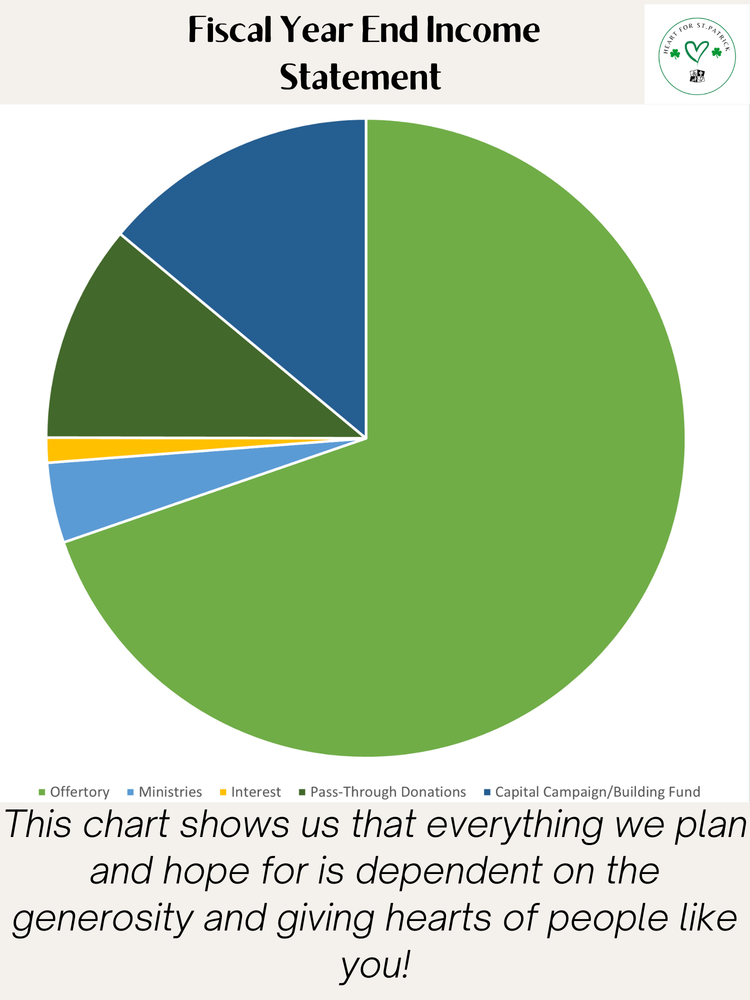 Fiscal Year End Income
Statement
HEART FOR ST.PATRICK
Offertory Ministries Interest Pass-Through Donations Capital Campaign/Building Fund
This chart shows us that everything we plan
and hope for is dependent on the
generosity and giving hearts of people like
you!